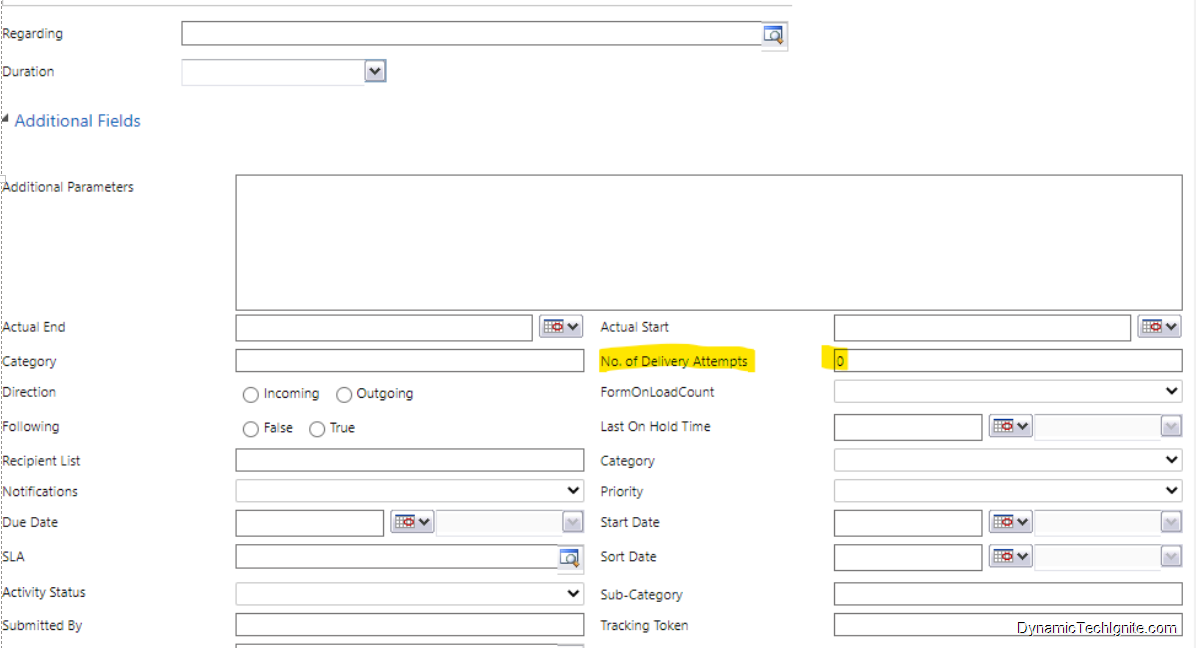 Regarding
Duration
Additional Fields
Additional Parameters
Actual End Actual Start
Category No. of Delivery Attempts 0
Direction Incoming Outgoing FormOnLoadCount
Following False True Last On Hold Time
Recipient List Category
Notifications Priority
Due Date Start Date
SLA Sort Date
Activity Status Sub-Category
Submitted By Tracking Token DynamicTechIgnite.com